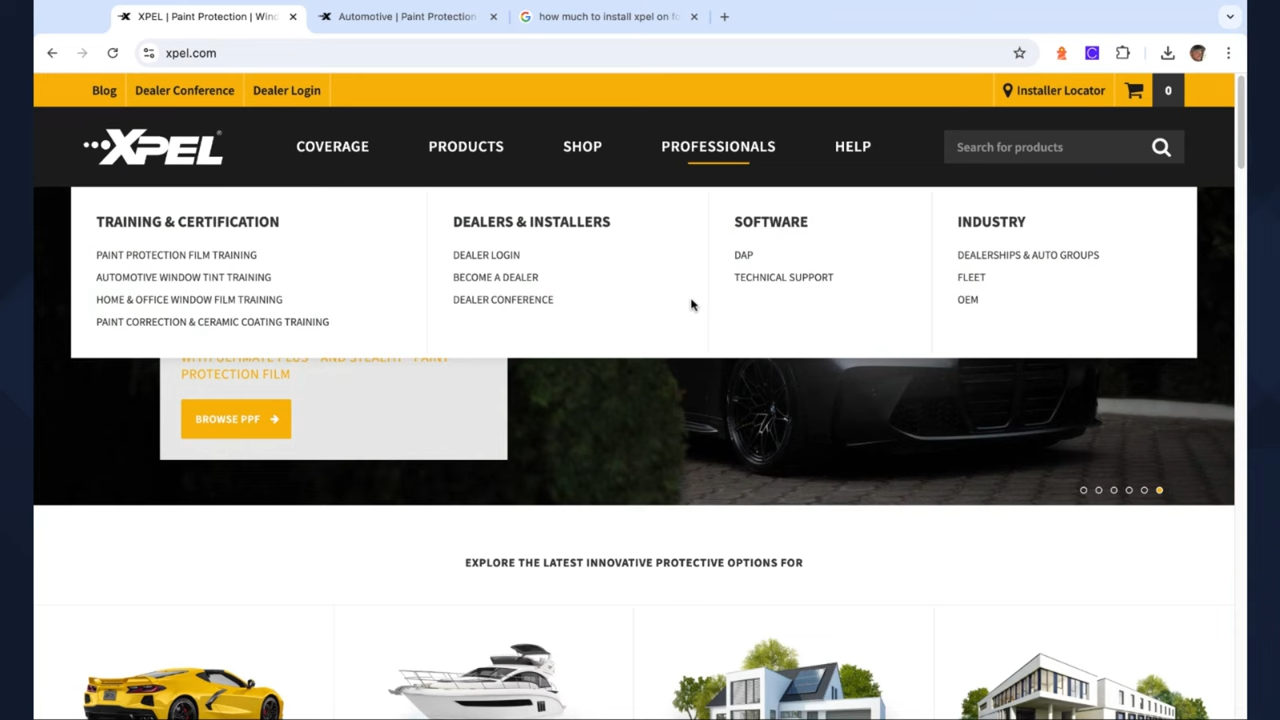 XPEL | Paint Protection | Wind
Automotive | Paint Protection
how much to install xpel on fo
xpel.com
Blog
Dealer Conference
Dealer Login
Installer Locator
0
XPEL
COVERAGE
PRODUCTS
SHOP
PROFESSIONALS
HELP
Search for products
TRAINING & CERTIFICATION
PAINT PROTECTION FILM TRAINING
AUTOMOTIVE WINDOW TINT TRAINING
HOME & OFFICE WINDOW FILM TRAINING
PAINT CORRECTION & CERAMIC COATING TRAINING
DEALERS & INSTALLERS
DEALER LOGIN
BECOME A DEALER
DEALER CONFERENCE
SOFTWARE
DAP
TECHNICAL SUPPORT
INDUSTRY
DEALERSHIPS & AUTO GROUPS
FLEET
OEM
WITH ULTIMATE PLUS™ AND STEALTH™ PAINT
PROTECTION FILM
BROWSE PPF
EXPLORE THE LATEST INNOVATIVE PROTECTIVE OPTIONS FOR